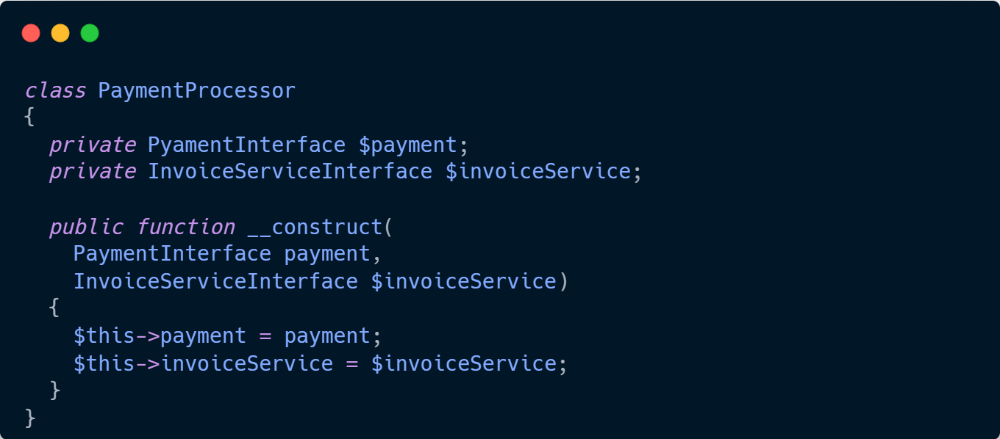 class PaymentProcessor
{
  private PyamentInterface $payment;
  private InvoiceServiceInterface $invoiceService;

  public function __construct(
    PaymentInterface payment,
    InvoiceServiceInterface $invoiceService)
  {
    $this->payment = payment;
    $this->invoiceService = $invoiceService;
  }
}